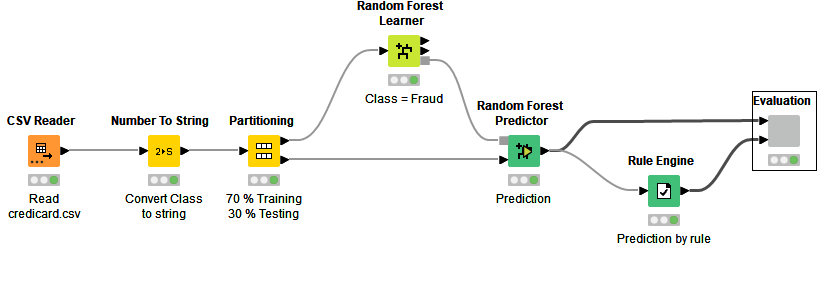 Random Forest
Learner
Class = Fraud
CSV Reader
Number To String
Partitioning
Random Forest
Predictor
Evaluation
2▸S
Rule Engine
Read
credicard.csv
Convert Class
to string
70 % Training
30 % Testing
Prediction
Prediction by rule